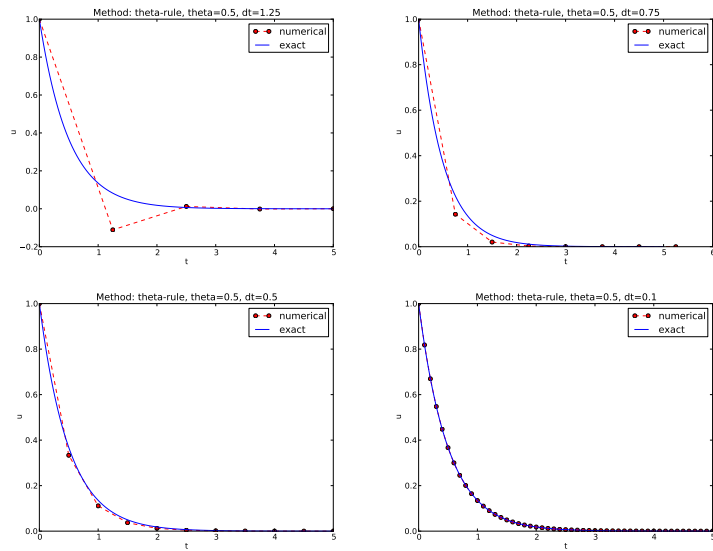 Method: theta-rule, theta=0.5, dt=1.25
numerical
exact
1.0
0.8
0.6
0.4
0.2
0.0
−0.2
u
0 1 2 3 4 5
t
Method: theta-rule, theta=0.5, dt=0.75
numerical
exact
1.0
0.8
0.6
0.4
0.2
0.0
u
0 1 2 3 4 5 6
t
Method: theta-rule, theta=0.5, dt=0.5
numerical
exact
1.0
0.8
0.6
0.4
0.2
0.0
u
0 1 2 3 4 5
t
Method: theta-rule, theta=0.5, dt=0.1
numerical
exact
1.0
0.8
0.6
0.4
0.2
0.0
u
0 1 2 3 4 5
t